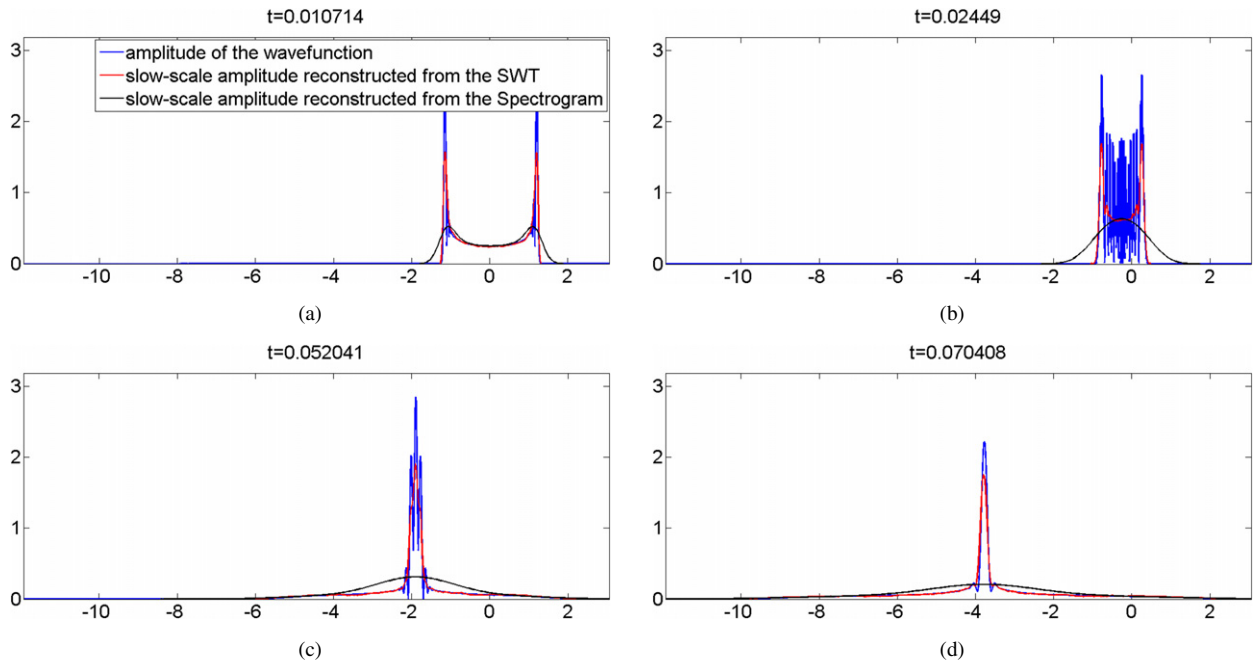 t=0.010714
3
2
1
0
amplitude of the wavefunction
slow-scale amplitude reconstructed from the SWT
slow-scale amplitude reconstructed from the Spectrogram
-10 -8 -6 -4 -2 0 2
(a)
t=0.02449
3
2
1
0
-10 -8 -6 -4 -2 0 2
(b)
t=0.052041
3
2
1
0
-10 -8 -6 -4 -2 0 2
(c)
t=0.070408
3
2
1
0
-10 -8 -6 -4 -2 0 2
(d)